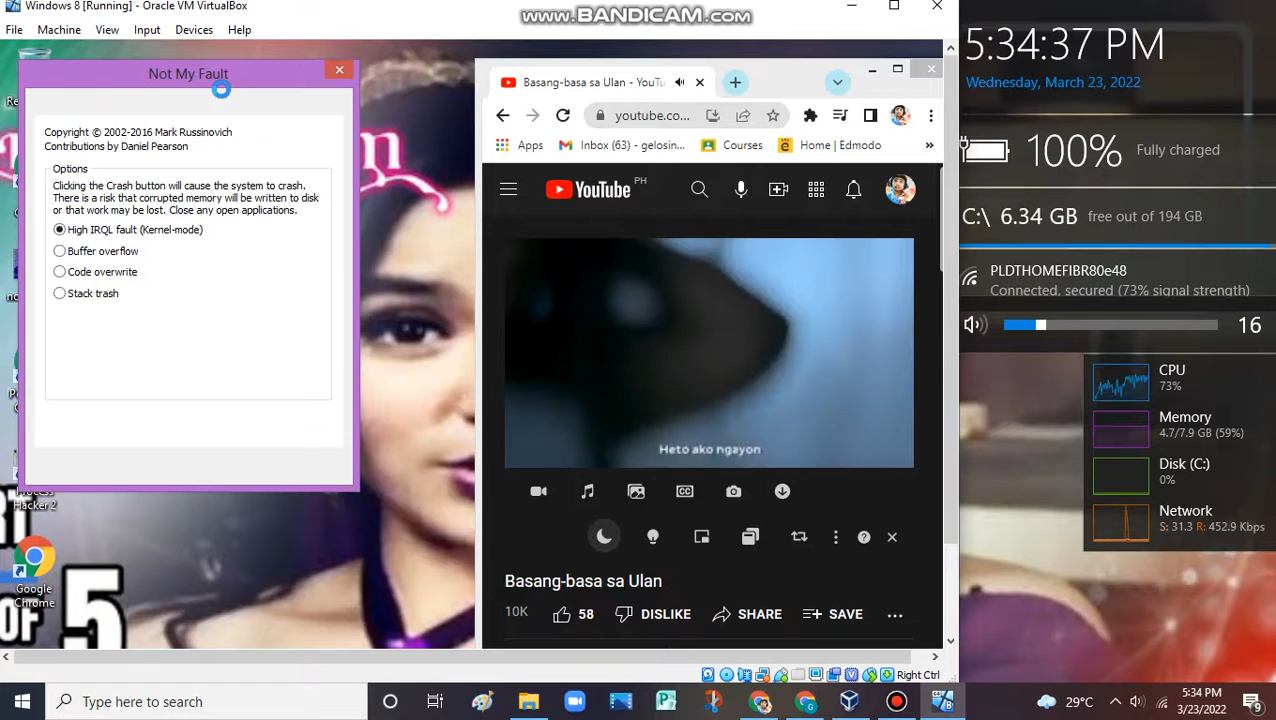 Windows 8 [Running] - Oracle VM VirtualBox
www.BANDICAM.com
File Machine View Input Devices Help
Not My Fault
Copyright © 2002-2016 Mark Russinovich
Contributions by Daniel Pearson
Options
Clicking the Crash button will cause the system to crash.
There is a risk that corrupted memory will be written to disk
or that work may be lost. Close any open applications.
High IRQL fault (Kernel-mode)
Buffer overflow
Code overwrite
Stack trash
Hacker 2
Google
Chrome
OF 5
Basang-basa sa Ulan - YouTu
youtube.co...
Apps Inbox (63) - gelosin... Courses Home | Edmodo »
YouTube PH
Heto ako ngayon
CC
Basang-basa sa Ulan
10K 58 DISLIKE SHARE SAVE ...
Right Ctrl
5:34:37 PM
Wednesday, March 23, 2022
100% Fully charged
C:\ 6.34 GB free out of 194 GB
PLDTHOMEFIBR80e48
Connected, secured (73% signal strength)
16
CPU
73%
Memory
4.7/7.9 GB (59%)
Disk (C:)
0%
Network
S: 31.3 R: 452.9 Kbps
Type here to search
29°C
5:34 PM
3/23/2022
9